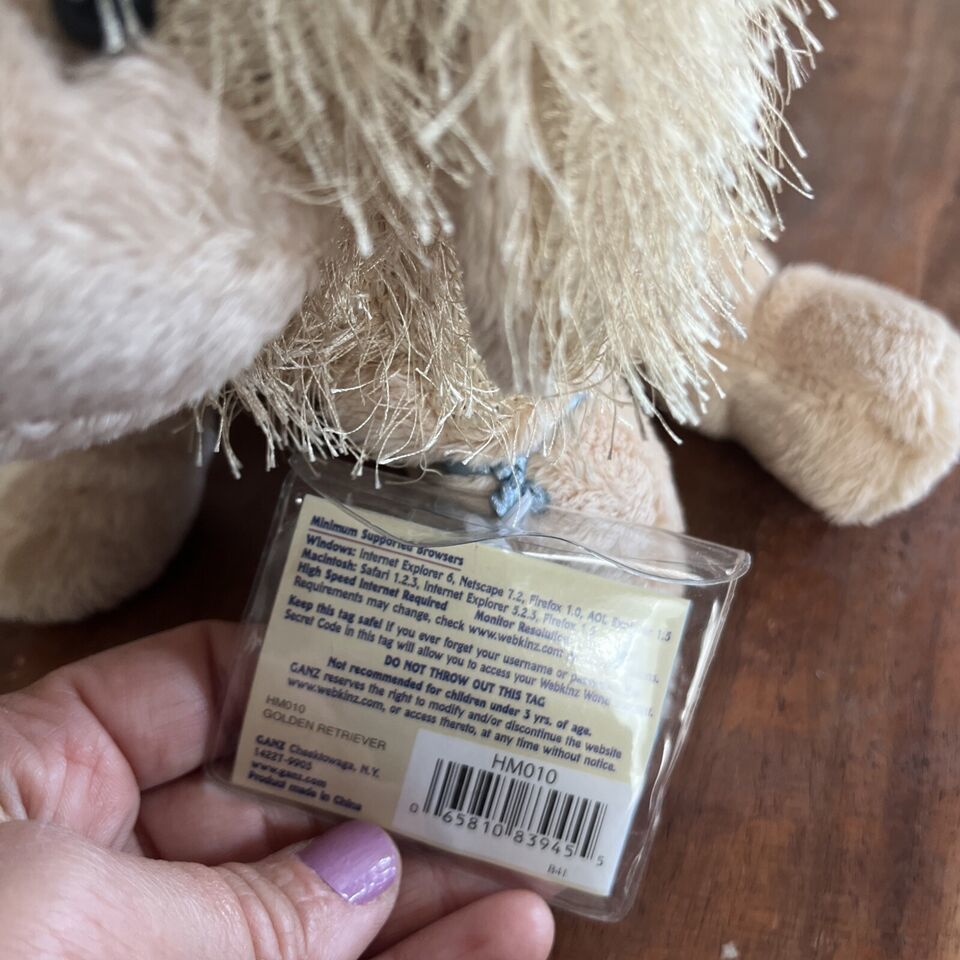 Minimum Supported Browsers
Windows: Internet Explorer 6, Netscape 7.2, Firefox 1.0, AOL Explorer 1.5
Macintosh: Safari 1.2.3, Internet Explorer 5.2.3, Firefox
High Speed Internet Required Monitor Resolution
Requirements may change, check www.webkinz.com
Keep this tag safe! If you ever forget your username or
Secret Code in this tag will allow you to access your Webkinz World
DO NOT THROW OUT THIS TAG
Not recommended for children under 3 yrs. of age.
GANZ reserves the right to modify and/or discontinue the website
www.webkinz.com, or access thereto, at any time without notice.
HM010
GOLDEN RETRIEVER
GANZ Cheektowaga, N.Y.
14227-9903
www.ganz.com
Product made in China
HM010
0 65810 83945 5